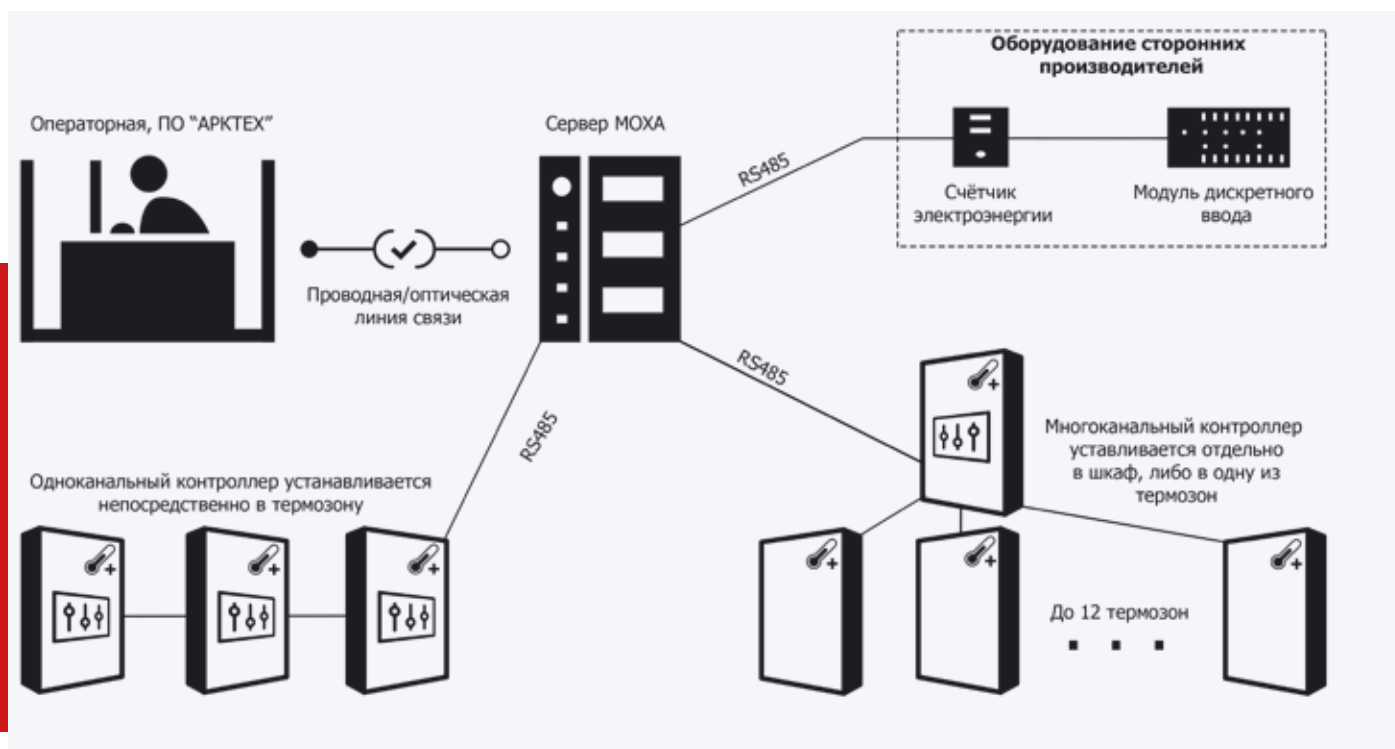 Оборудование сторонних
производителей
Операторная, ПО “АРКТЕХ”
Сервер МОХА
RS485
Счётчик
электроэнергии
Модуль дискретного
ввода
Проводная/оптическая
линия связи
RS485
RS485
Многоканальный контроллер
уставливается отдельно
в шкаф, либо в одну из
термозон
Одноканальный контроллер устанавливается
непосредственно в термозону
До 12 термозон